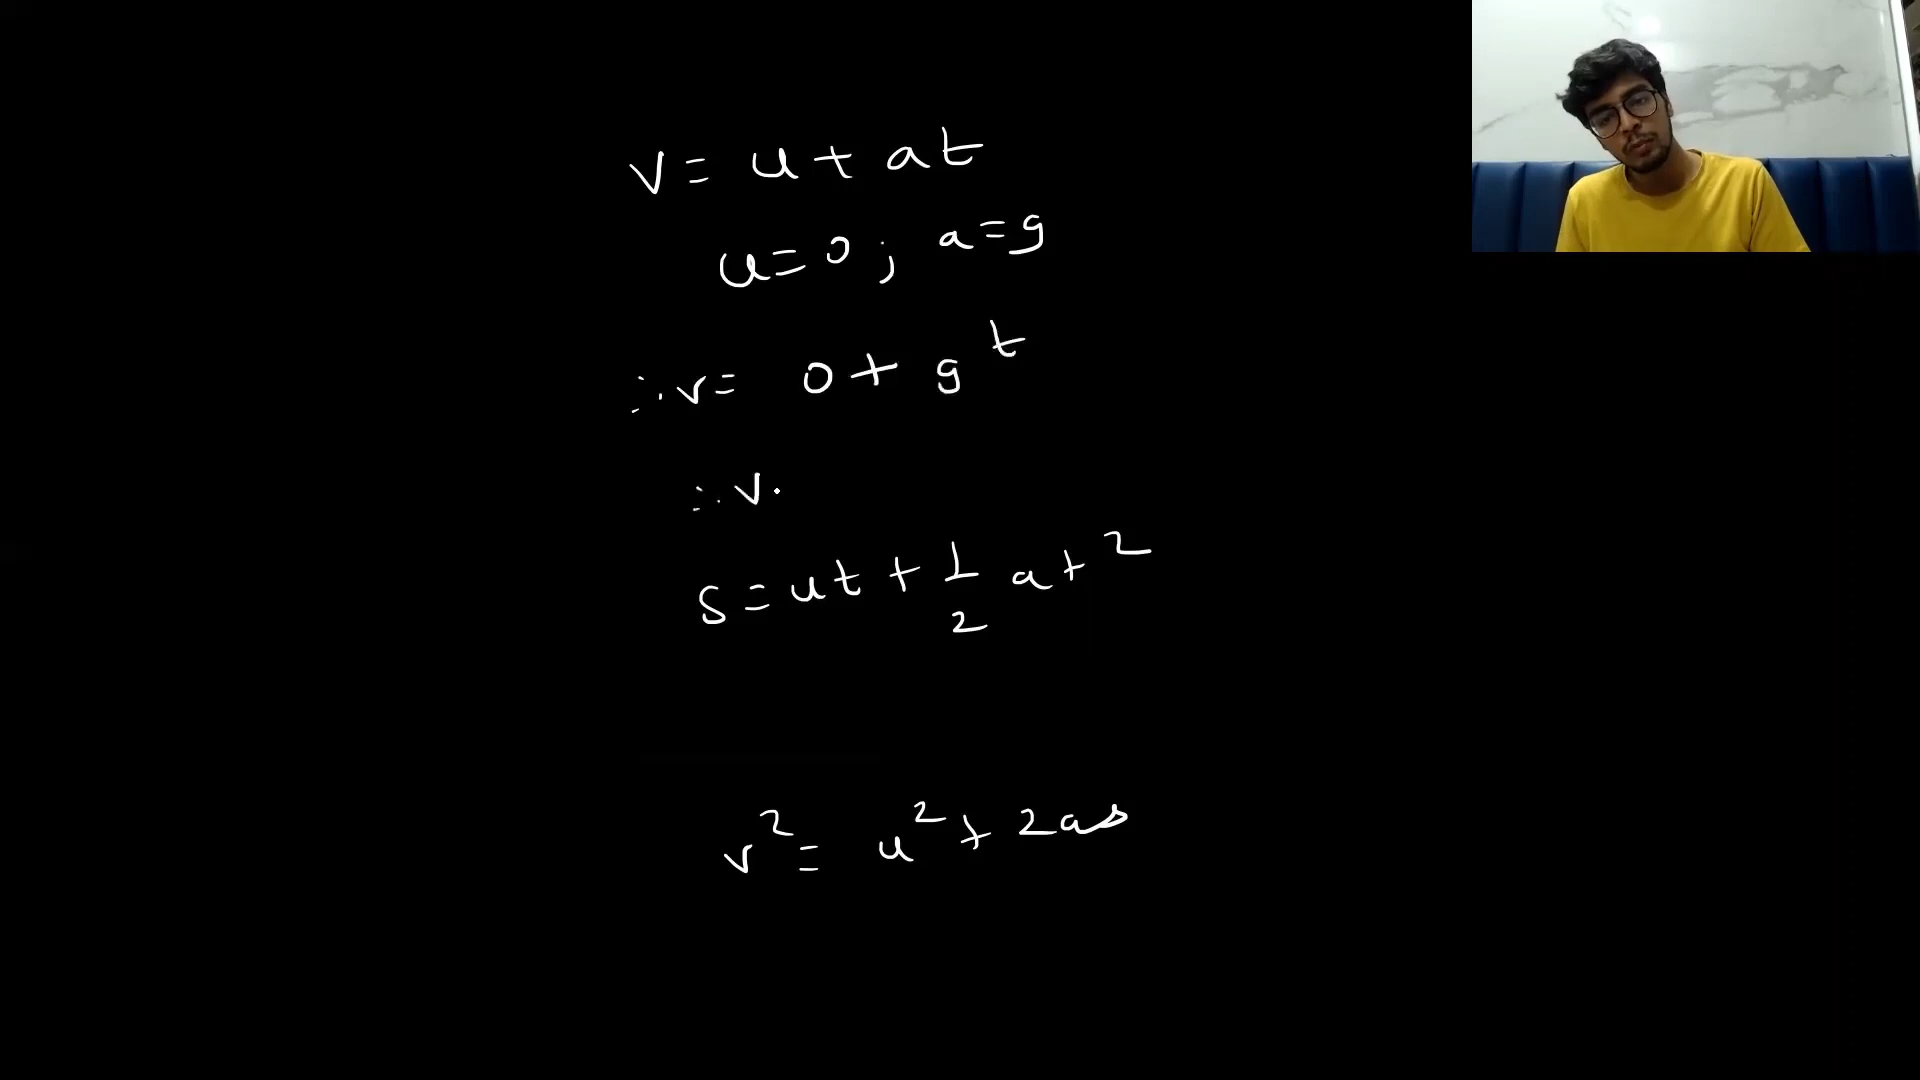 v = u + at
u = 0 ; a = g
∴ v = 0 + g t
∴ v
s = ut + 1/2 at²
v² = u² + 2as